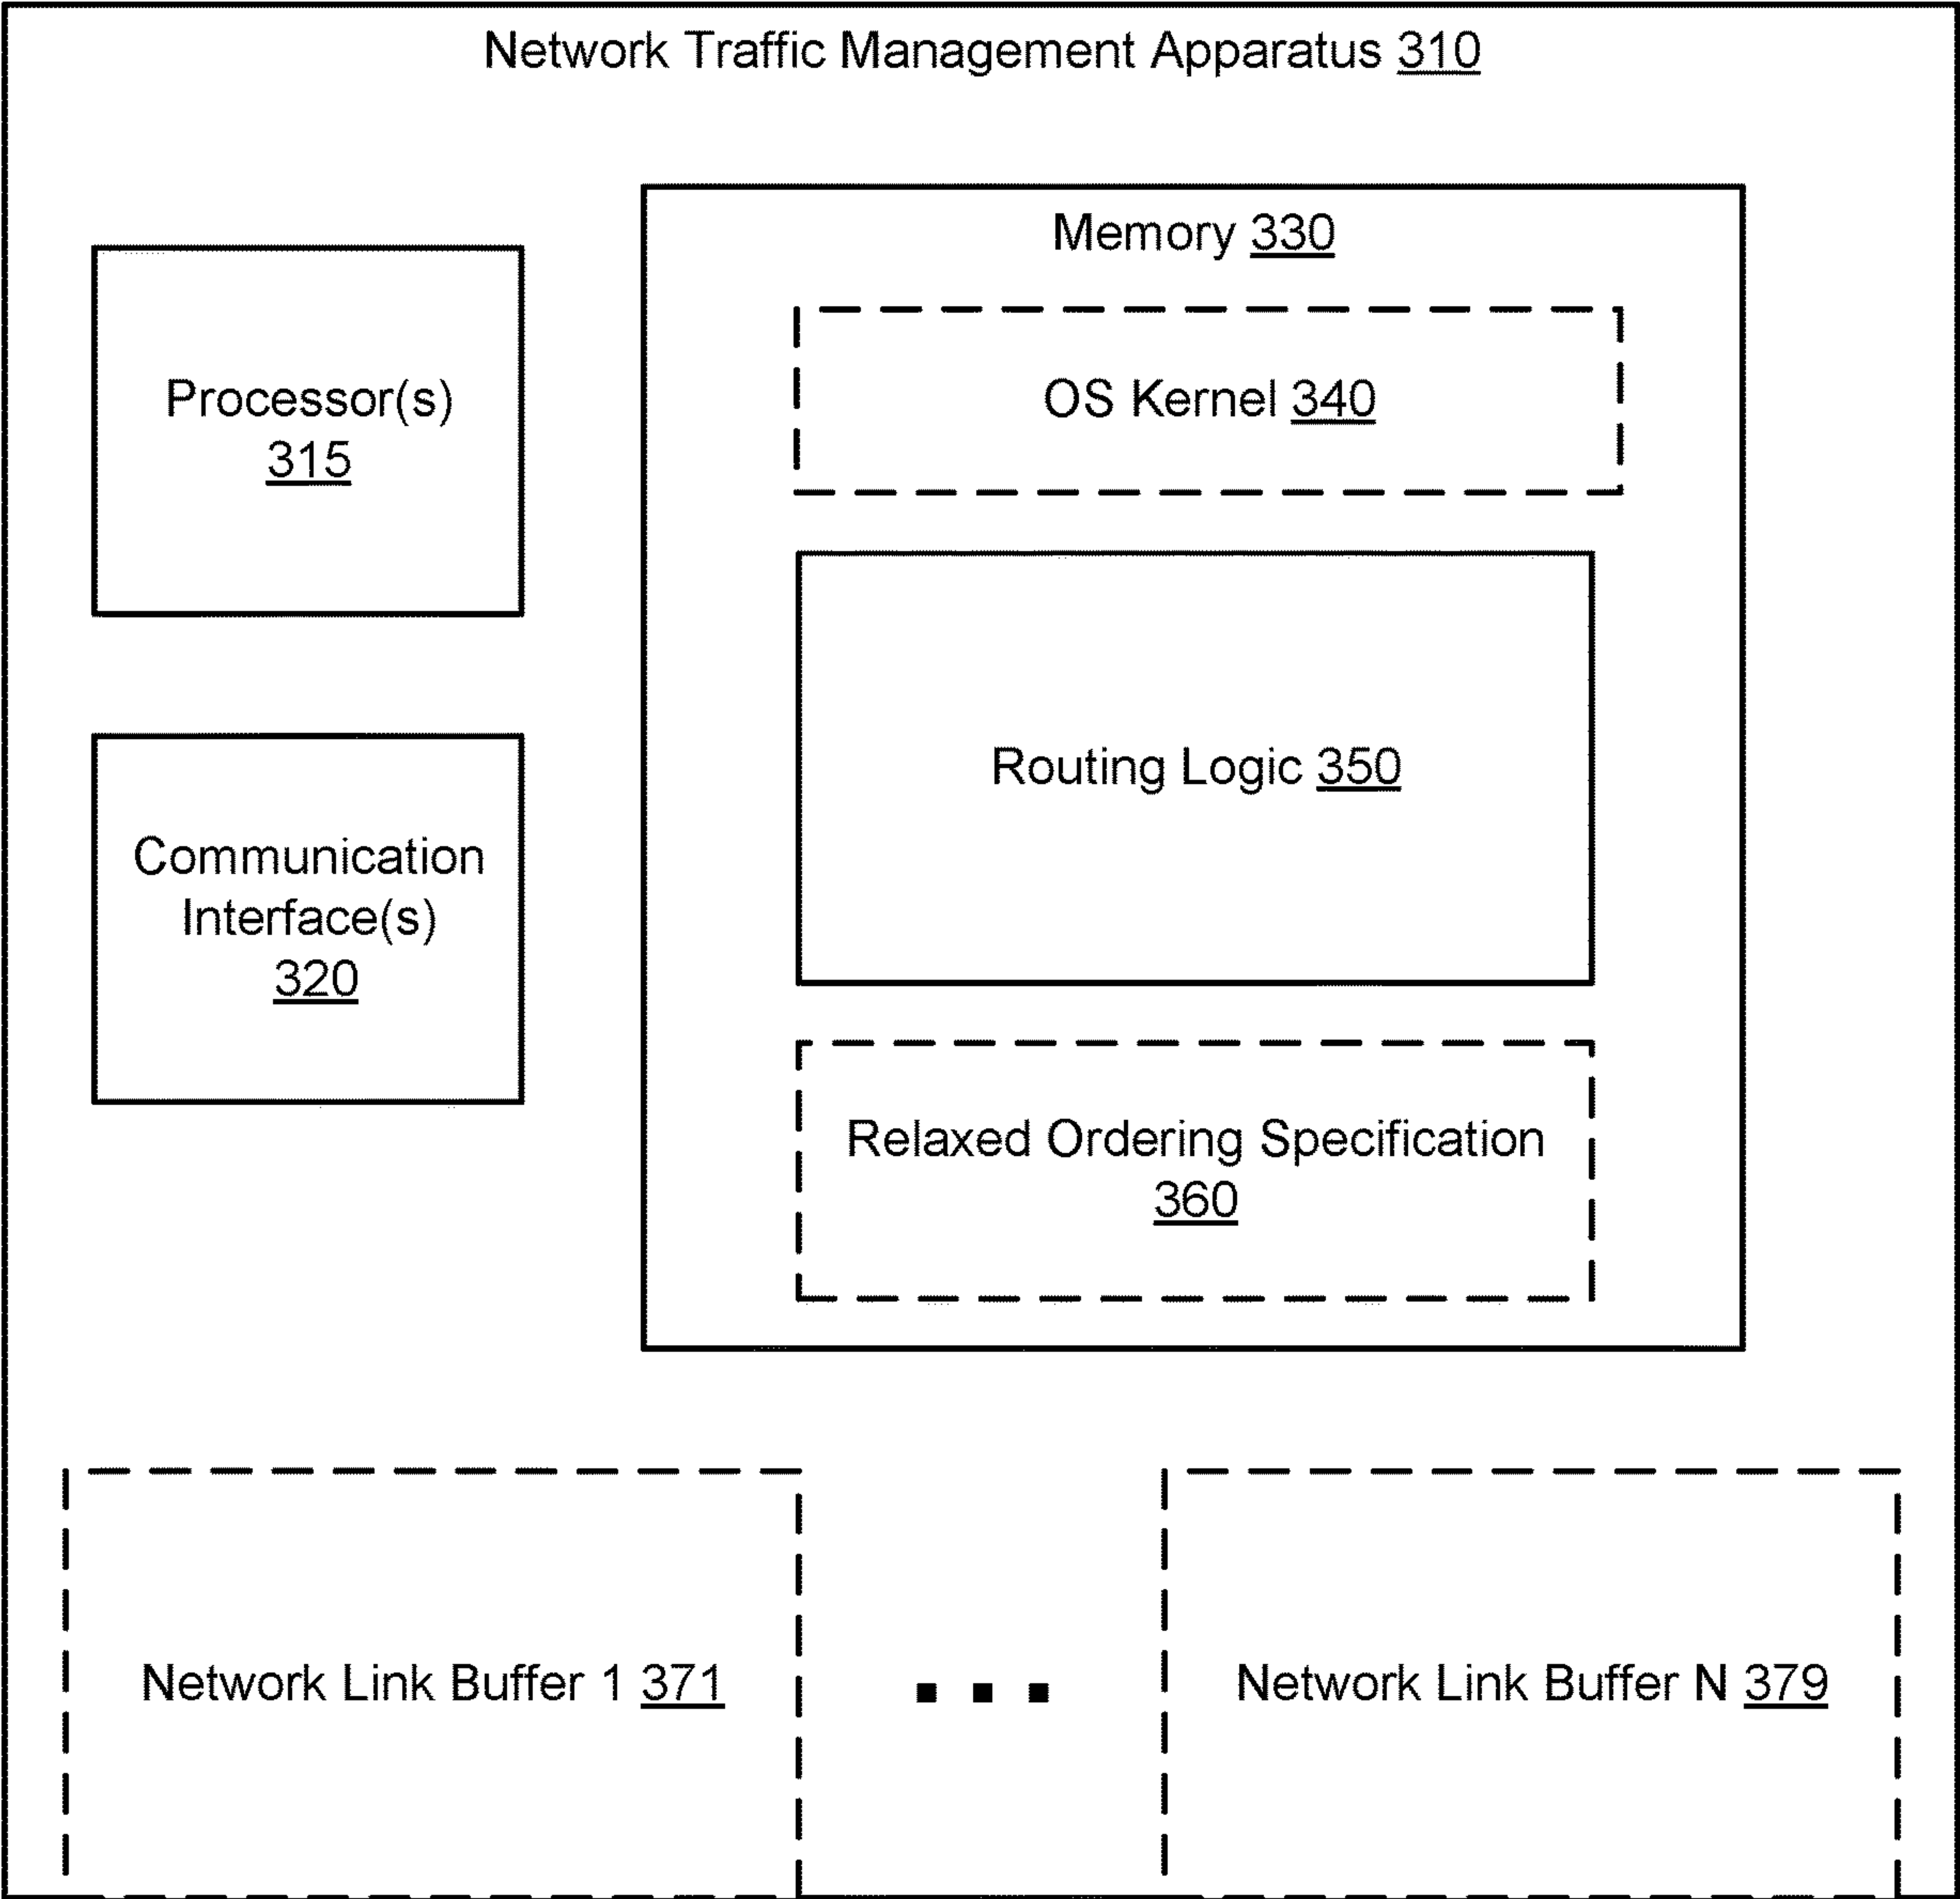 Network Traffic Management Apparatus 310
Memory 330
OS Kernel 340
Processor(s)
315
Routing Logic 350
Communication
Interface(s)
320
Relaxed Ordering Specification
360
Network Link Buffer 1 371
Network Link Buffer N 379